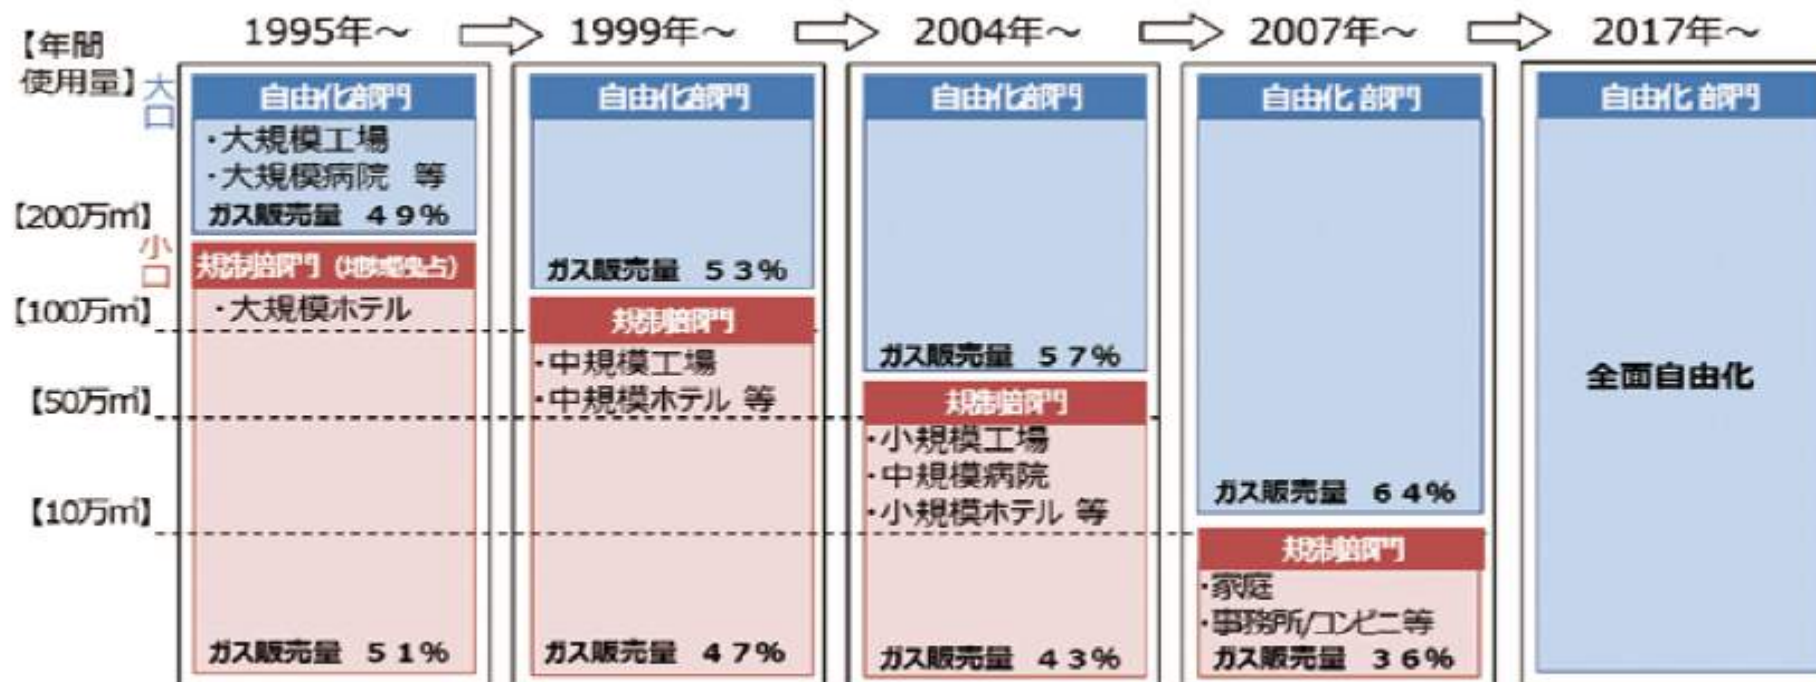 【年間
使用量】
大口
【200万㎥】
小口
【100万㎥】
【50万㎥】
【10万㎥】
1995年～
自由化部門
・大規模工場
・大規模病院 等
ガス販売量 49%
規制部門（地域独占）
・大規模ホテル
ガス販売量 51%
1999年～
自由化部門
ガス販売量 53%
規制部門
・中規模工場
・中規模ホテル 等
ガス販売量 47%
2004年～
自由化部門
ガス販売量 57%
規制部門
・小規模工場
・中規模病院
・小規模ホテル 等
ガス販売量 43%
2007年～
自由化部門
ガス販売量 64%
規制部門
・家庭
・事務所/コンビニ等
ガス販売量 36%
2017年～
自由化部門
全面自由化